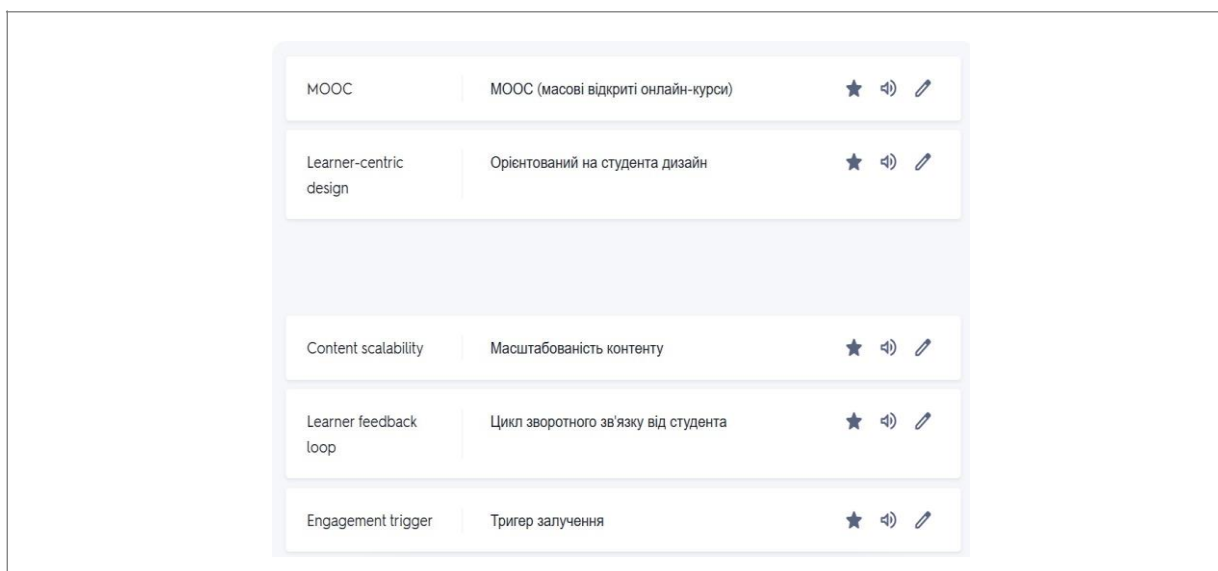 MOOC МООС (масові відкриті онлайн-курси)
Learner-centric Орієнтований на студента дизайн
design
Content scalability Масштабованість контенту
Learner feedback Цикл зворотного зв'язку від студента
loop
Engagement trigger Тригер залучення